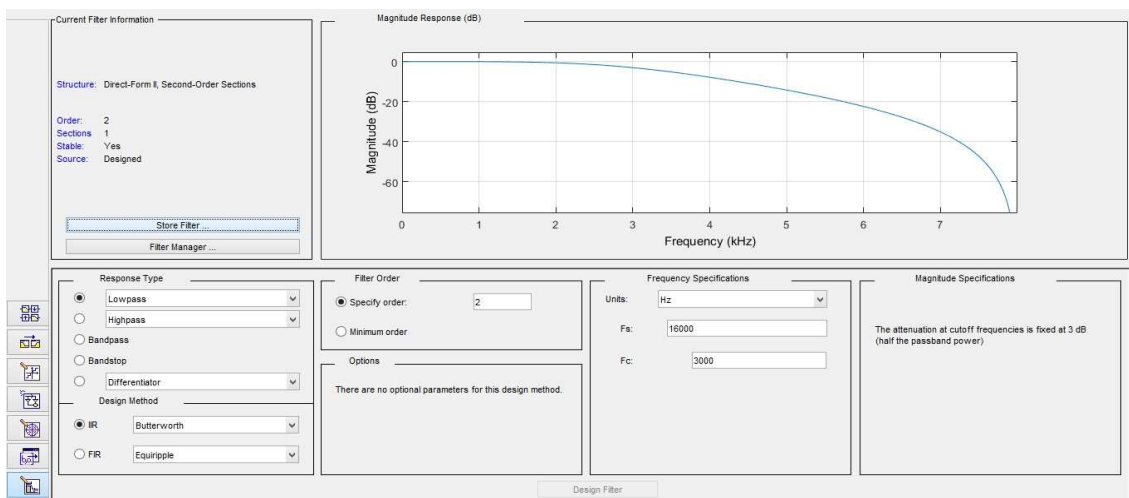 Current Filter Information
Structure: Direct-Form II, Second-Order Sections
Order: 2
Sections 1
Stable: Yes
Source: Designed
Store Filter ...
Filter Manager ...
Magnitude Response (dB)
Magnitude (dB)
0
-20
-40
-60
0 1 2 3 4 5 6 7
Frequency (kHz)
Response Type
Lowpass
Highpass
Bandpass
Bandstop
Differentiator
Design Method
IIR Butterworth
FIR Equiripple
Filter Order
Specify order: 2
Minimum order
Options
There are no optional parameters for this design method.
Frequency Specifications
Units: Hz
Fs: 16000
Fc: 3000
Magnitude Specifications
The attenuation at cutoff frequencies is fixed at 3 dB
(half the passband power)
Design Filter